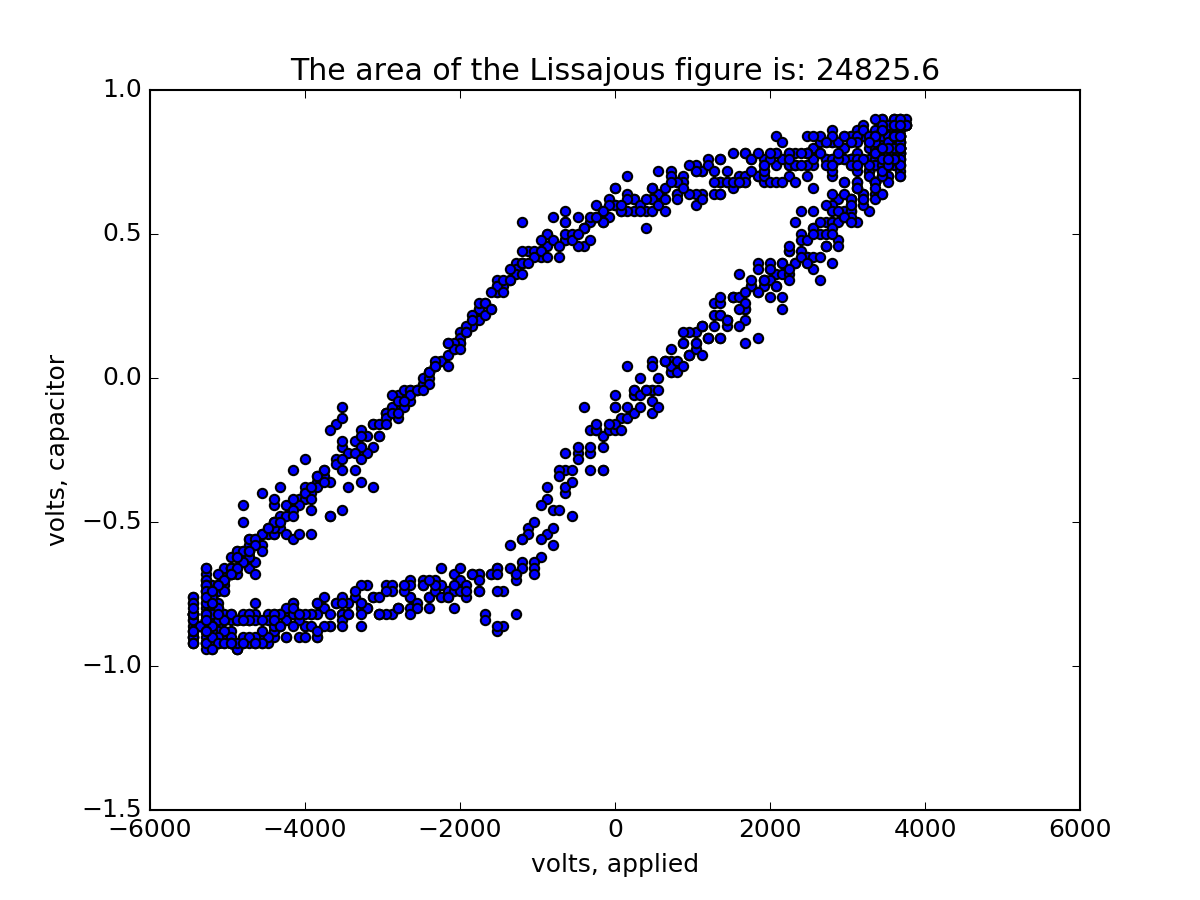 The area of the Lissajous figure is: 24825.6
1.0
0.5
0.0
−0.5
−1.0
−1.5
volts, capacitor
−6000 −4000 −2000 0 2000 4000 6000
volts, applied